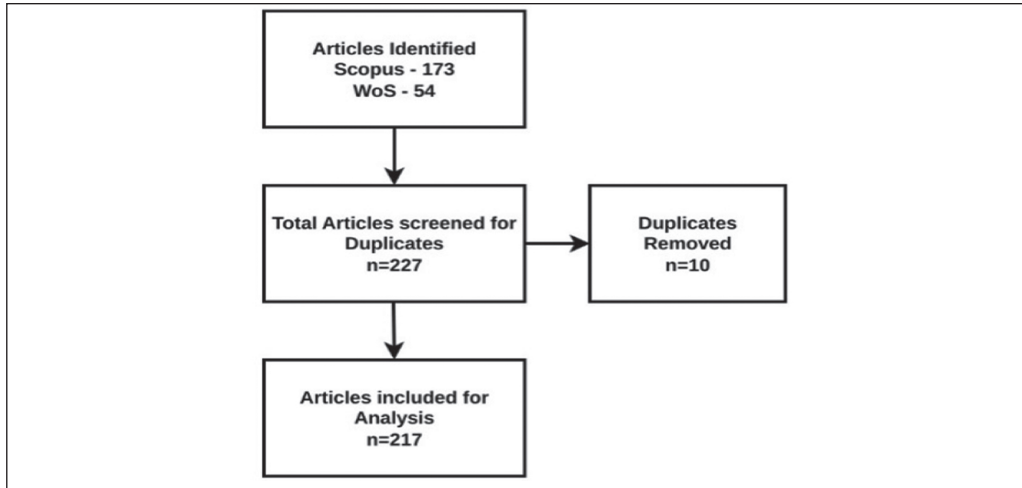 Articles Identified
Scopus - 173
WoS - 54
Total Articles screened for
Duplicates
n=227
Duplicates
Removed
n=10
Articles included for
Analysis
n=217